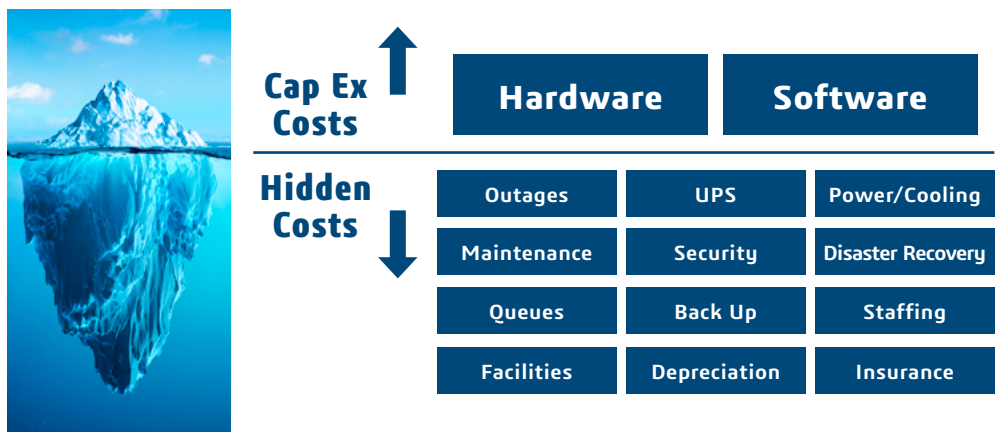 Cap Ex
Costs
Hardware
Software
Hidden
Costs
Outages
UPS
Power/Cooling
Maintenance
Security
Disaster Recovery
Queues
Back Up
Staffing
Facilities
Depreciation
Insurance